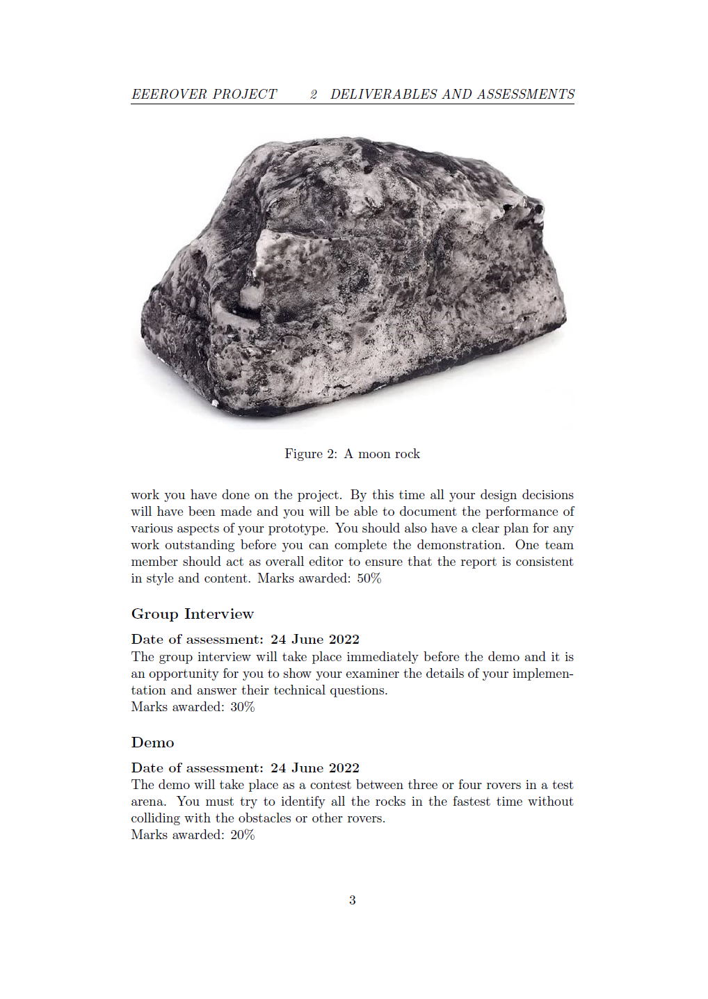 EEEROVER PROJECT 2 DELIVERABLES AND ASSESSMENTS
Figure 2: A moon rock
work you have done on the project. By this time all your design decisions
will have been made and you will be able to document the performance of
various aspects of your prototype. You should also have a clear plan for any
work outstanding before you can complete the demonstration. One team
member should act as overall editor to ensure that the report is consistent
in style and content. Marks awarded: 50%
Group Interview
Date of assessment: 24 June 2022
The group interview will take place immediately before the demo and it is
an opportunity for you to show your examiner the details of your implemen-
tation and answer their technical questions.
Marks awarded: 30%
Demo
Date of assessment: 24 June 2022
The demo will take place as a contest between three or four rovers in a test
arena. You must try to identify all the rocks in the fastest time without
colliding with the obstacles or other rovers.
Marks awarded: 20%
3